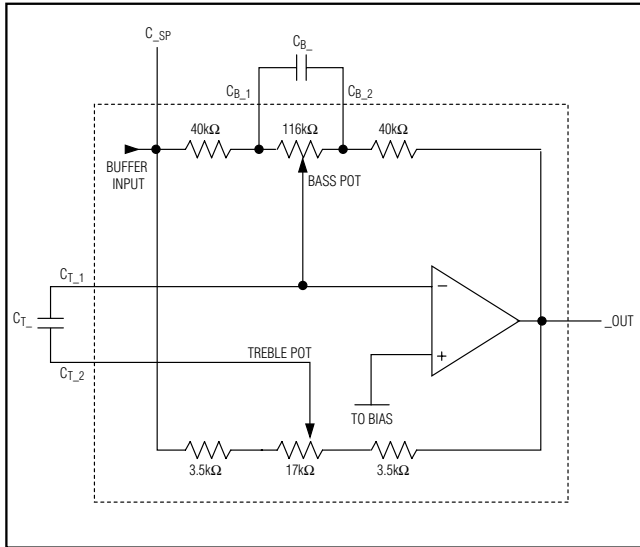 C_SP
C_B_
C_B_1
C_B_2
40kΩ
116kΩ
40kΩ
BUFFER
INPUT
BASS POT
C_T_1
−
C_T_
_OUT
+
C_T_2
TREBLE POT
TO BIAS
3.5kΩ
17kΩ
3.5kΩ